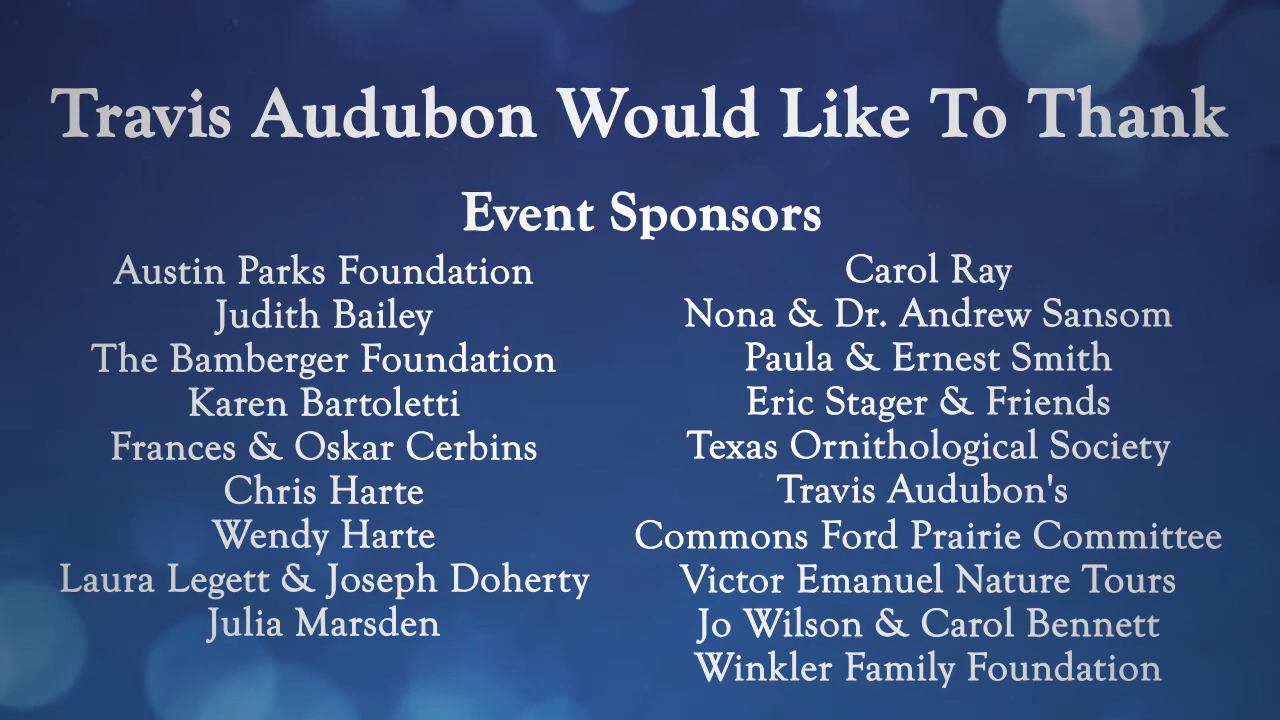 Travis Audubon Would Like To Thank
Event Sponsors
Austin Parks Foundation
Judith Bailey
The Bamberger Foundation
Karen Bartoletti
Frances & Oskar Cerbins
Chris Harte
Wendy Harte
Laura Legett & Joseph Doherty
Julia Marsden
Carol Ray
Nona & Dr. Andrew Sansom
Paula & Ernest Smith
Eric Stager & Friends
Texas Ornithological Society
Travis Audubon's
Commons Ford Prairie Committee
Victor Emanuel Nature Tours
Jo Wilson & Carol Bennett
Winkler Family Foundation